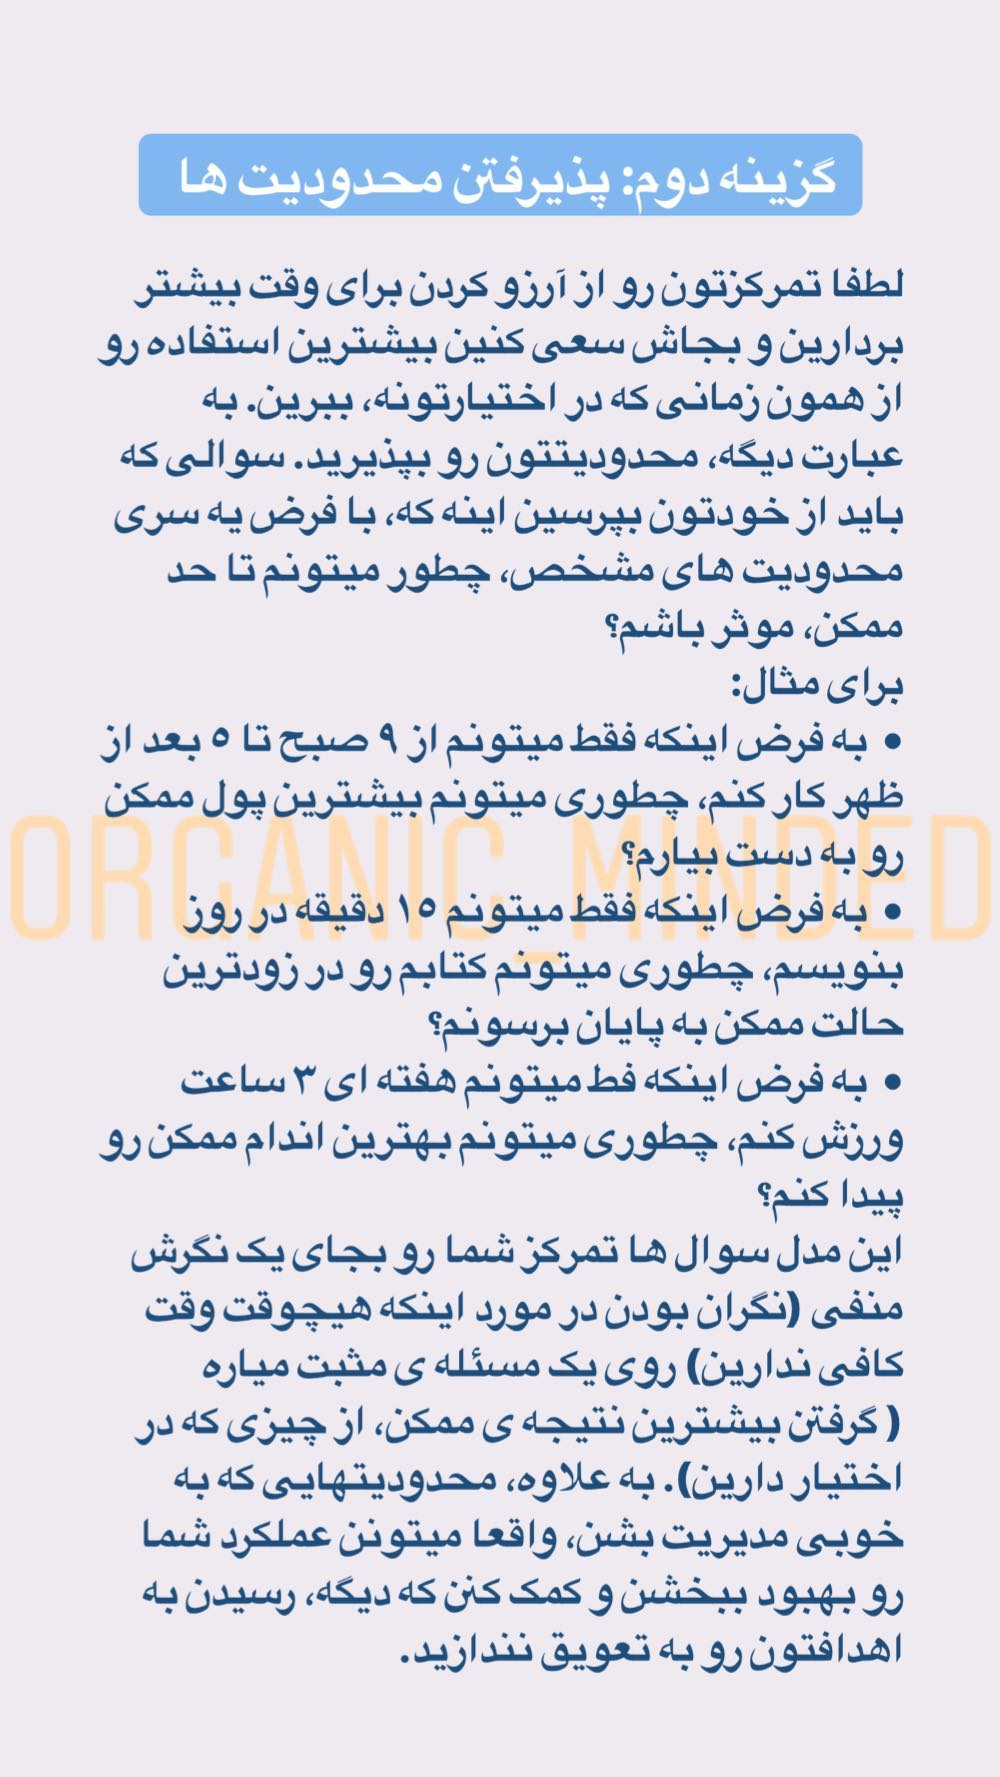 گزینه دوم: پذیرفتن محدودیت ها
لطفا تمرکزتون رو از آرزو کردن برای وقت بیشتر
بردارین و بجاش سعی کنین بیشترین استفاده رو
از همون زمانی که در اختیارتونه، ببرین. به
عبارت دیگه، محدودیتتون رو بپذیرید. سوالی که
باید از خودتون بپرسین اینه که، با فرض یه سری
محدودیت های مشخص، چطور میتونم تا حد
ممکن، موثر باشم؟
برای مثال:
• به فرض اینکه فقط میتونم از ۹ صبح تا ۵ بعد از
ظهر کار کنم، چطوری میتونم بیشترین پول ممکن
رو به دست بیارم؟
ORGANIC_MINDED
• به فرض اینکه فقط میتونم ۱۵ دقیقه در روز
بنویسم، چطوری میتونم کتابم رو در زودترین
حالت ممکن به پایان برسونم؟
• به فرض اینکه فط میتونم هفته ای ۳ ساعت
ورزش کنم، چطوری میتونم بهترین اندام ممکن رو
پیدا کنم؟
این مدل سوال ها تمرکز شما رو بجای یک نگرش
منفی (نگران بودن در مورد اینکه هیچوقت وقت
کافی ندارین) روی یک مسئله ی مثبت میاره
( گرفتن بیشترین نتیجه ی ممکن، از چیزی که در
اختیار دارین). به علاوه، محدودیتهایی که به
خوبی مدیریت بشن، واقعا میتونن عملکرد شما
رو بهبود ببخشن و کمک کنن که دیگه، رسیدن به
اهدافتون رو به تعویق نندازید.